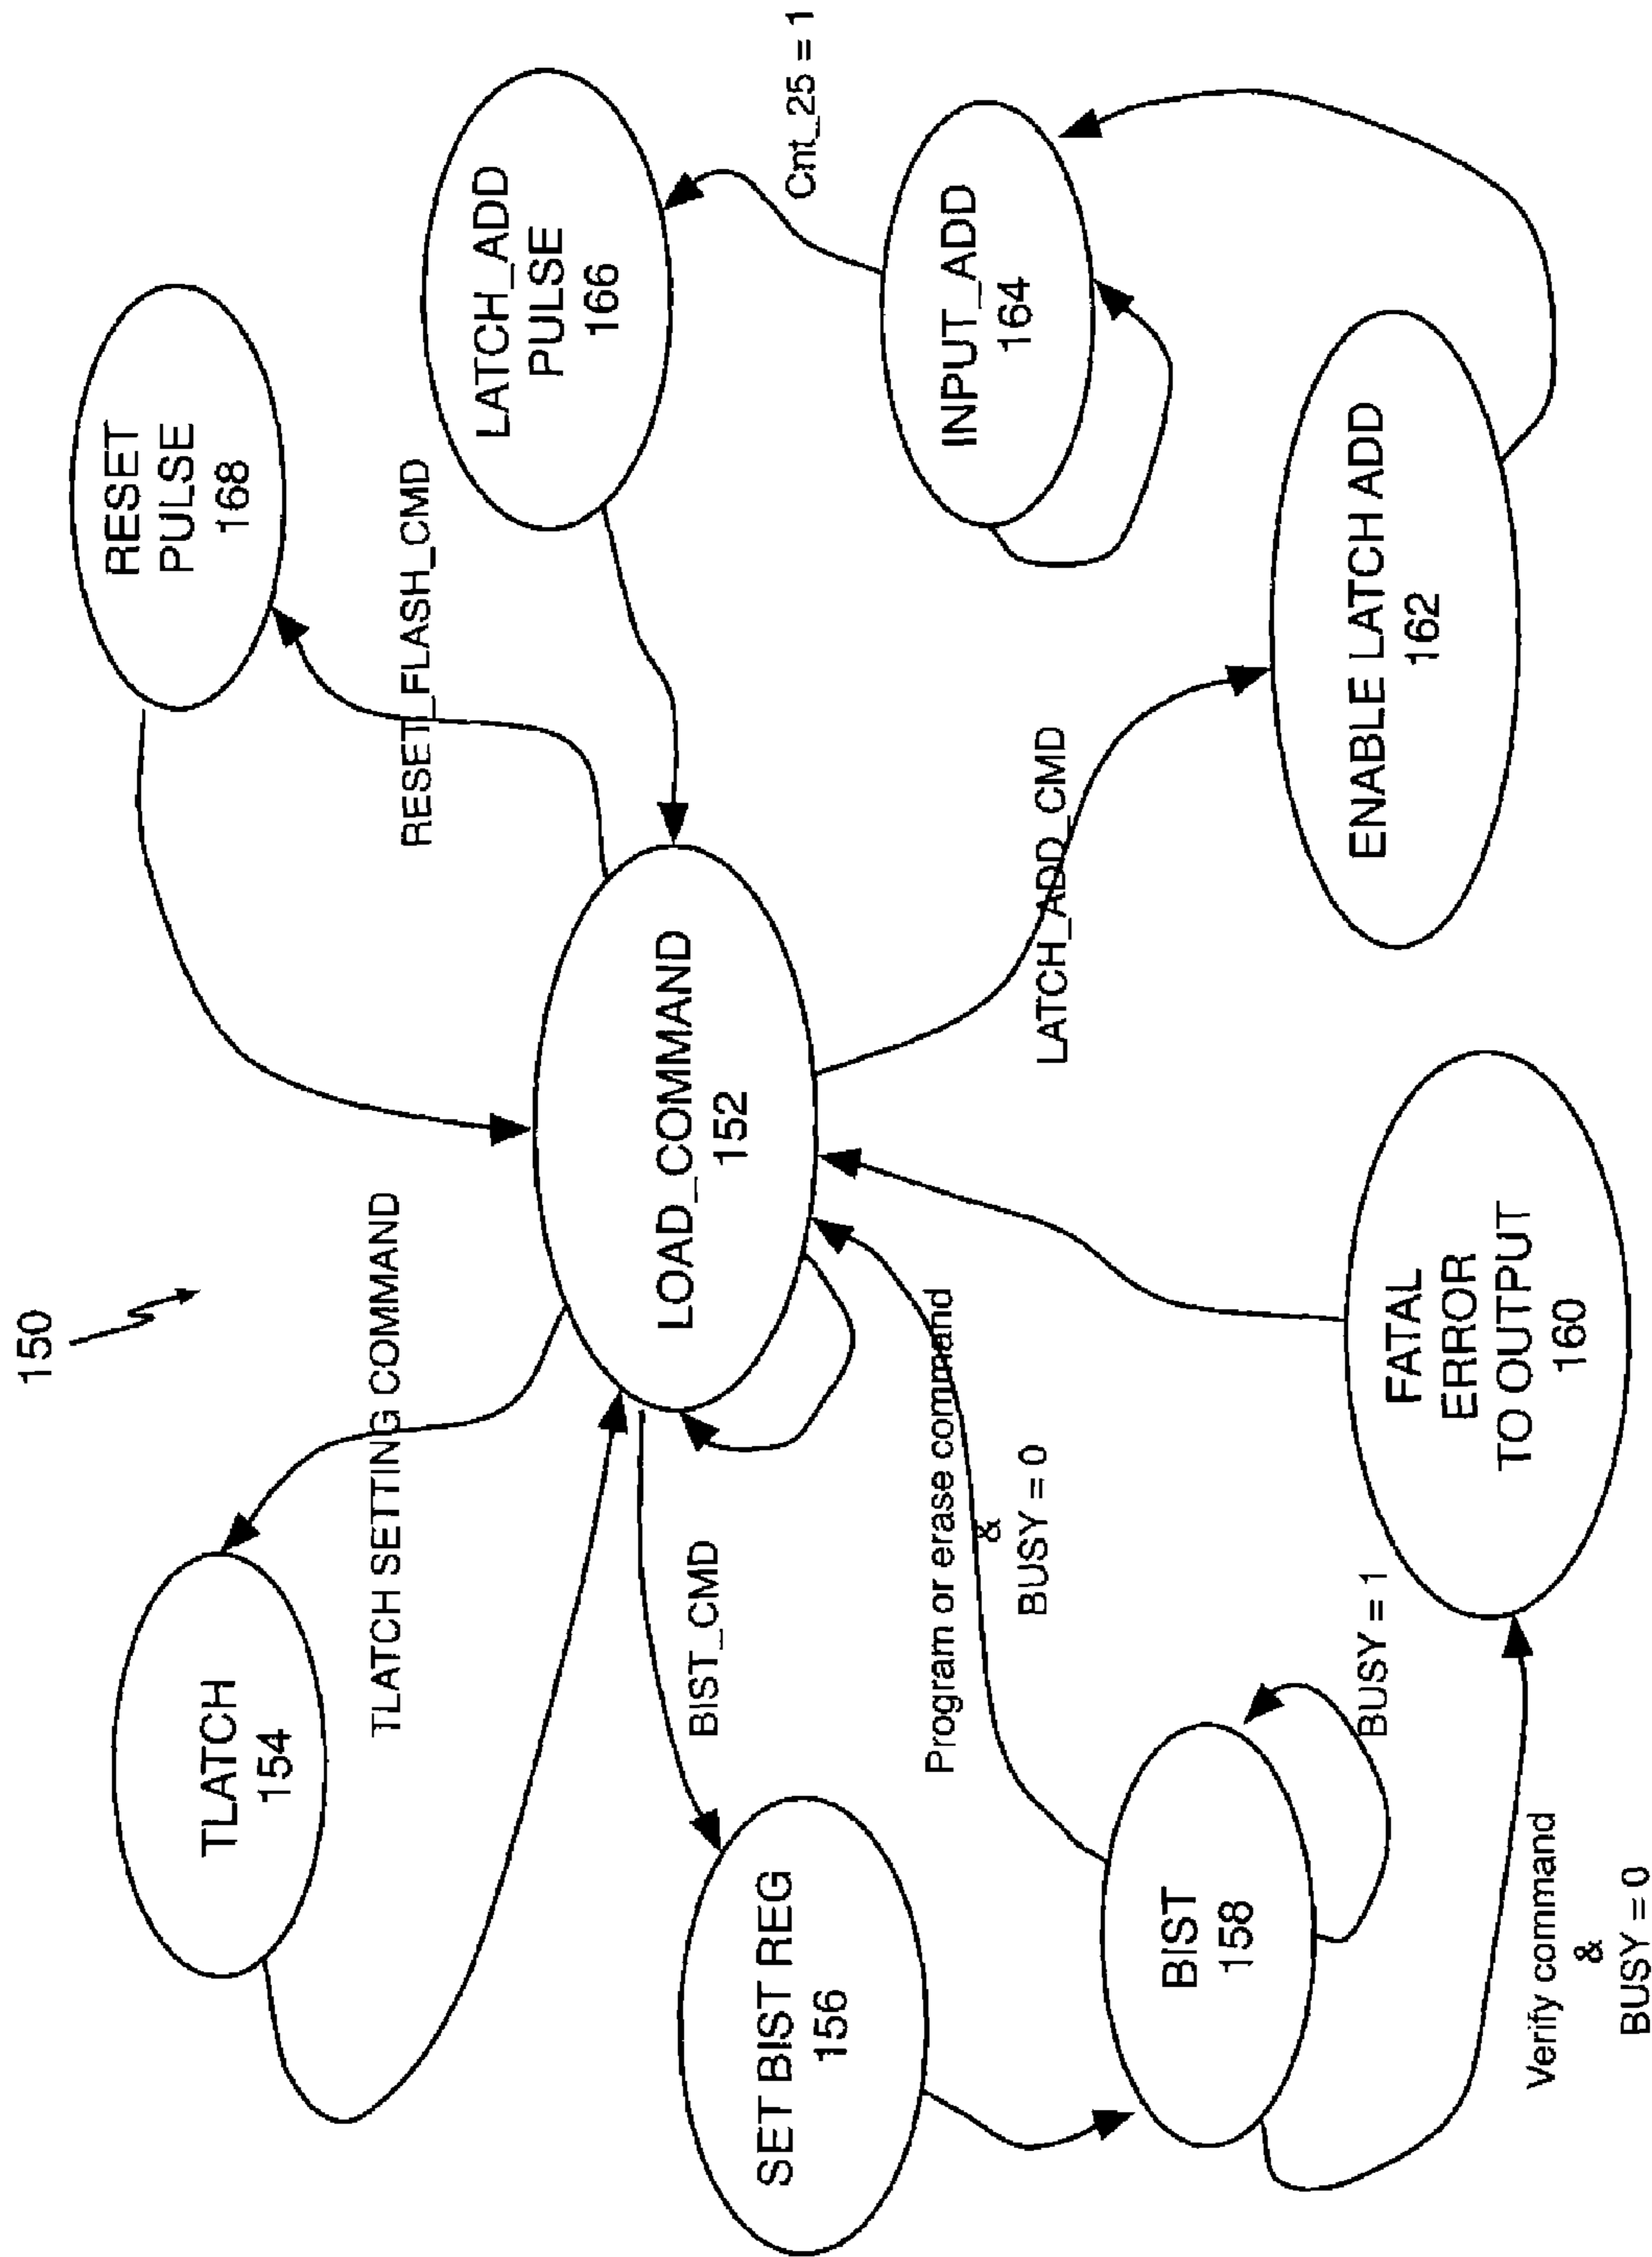 150
TLATCH
154
TLATCH SETTING COMMAND
RESET
PULSE
168
RESET_FLASH_CMD
LATCH_ADD
PULSE
166
SET BIST REG
156
BIST_CMD
LOAD_COMMAND
152
Cnt_25 = 1
INPUT_ADD
164
Program or erase command
&
BUSY = 0
LATCH_ADD_CMD
BIST
158
BUSY = 1
ENABLE LATCH ADD
162
FATAL
ERROR
TO OUTPUT
160
Verify command
&
BUSY = 0